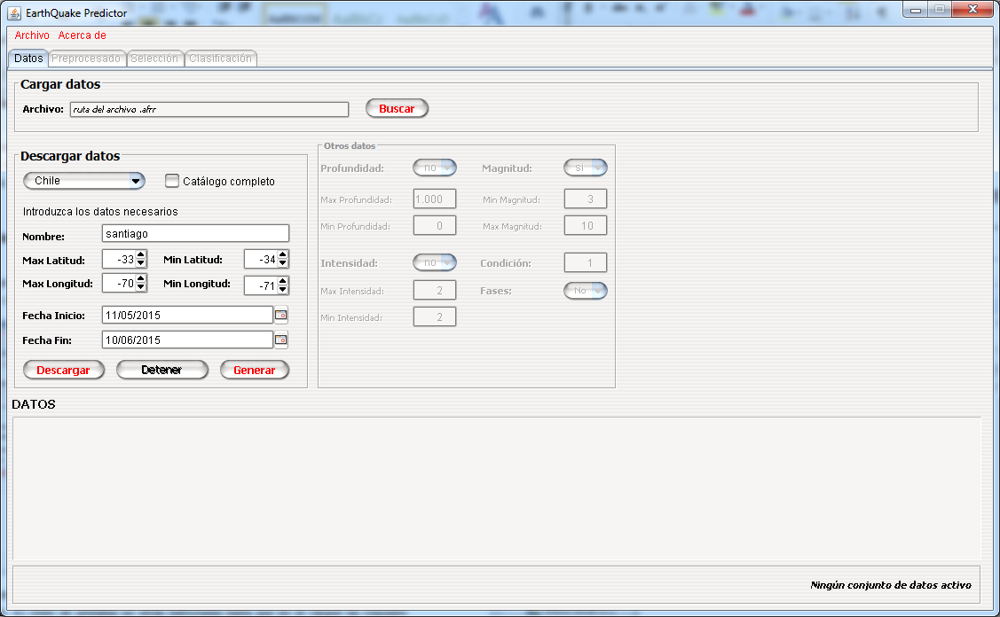 EarthQuake Predictor
Archivo Acerca de
Datos Preprocesado Selección Clasificación
Cargar datos
Archivo: ruta del archivo .afrr Buscar
Descargar datos
Chile Catálogo completo
Introduzca los datos necesarios
Nombre: santiago
Max Latitud: -33 Min Latitud: -34
Max Longitud: -70 Min Longitud: -71
Fecha Inicio: 11/05/2015
Fecha Fin: 10/06/2015
Descargar Detener Generar
Otros datos
Profundidad: no Magnitud: si
Max Profundidad: 1.000 Min Magnitud: 3
Min Profundidad: 0 Max Magnitud: 10
Intensidad: no Condición: 1
Max Intensidad: 2 Fases: No
Min Intensidad: 2
DATOS
Ningún conjunto de datos activo